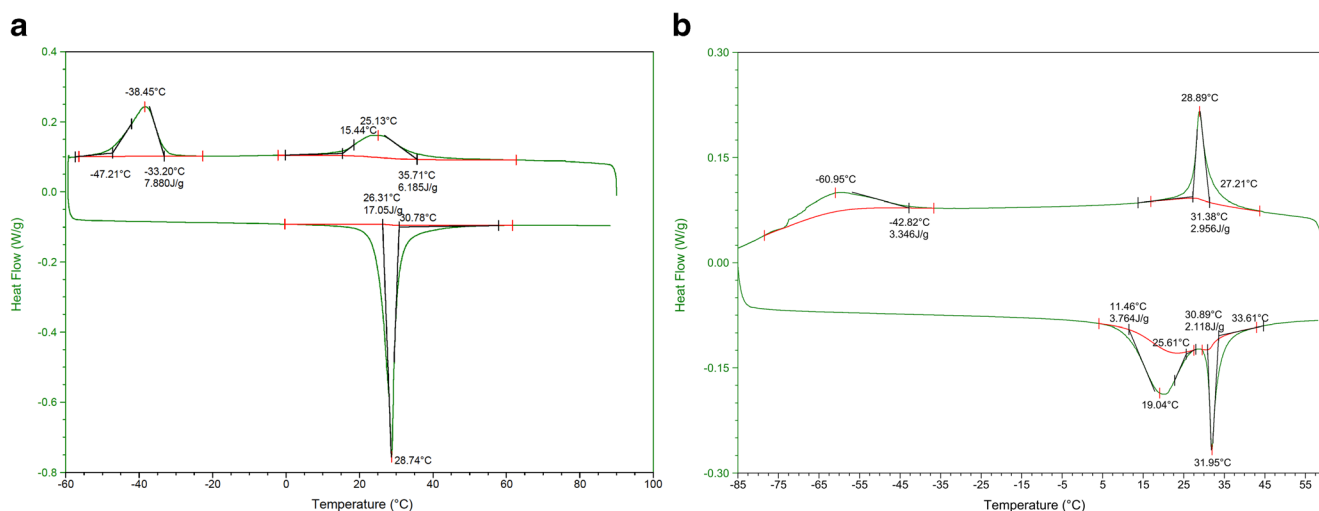 a
0.4
0.2
0.0
-0.2
-0.4
-0.6
-0.8
Heat Flow (W/g)
-38.45°C
-47.21°C
-33.20°C
7.880J/g
25.13°C
15.44°C
35.71°C
6.185J/g
26.31°C
17.05J/g
30.78°C
28.74°C
-60
-40
-20
0
20
40
60
80
100
Temperature (°C)
b
0.30
0.15
0.00
-0.15
-0.30
Heat Flow (W/g)
-60.95°C
-42.82°C
3.346J/g
28.89°C
27.21°C
31.38°C
2.956J/g
11.46°C
3.764J/g
25.61°C
30.89°C
2.118J/g
33.61°C
19.04°C
31.95°C
-85
-65
-45
-25
-5
5
15
25
35
45
55
Temperature (°C)